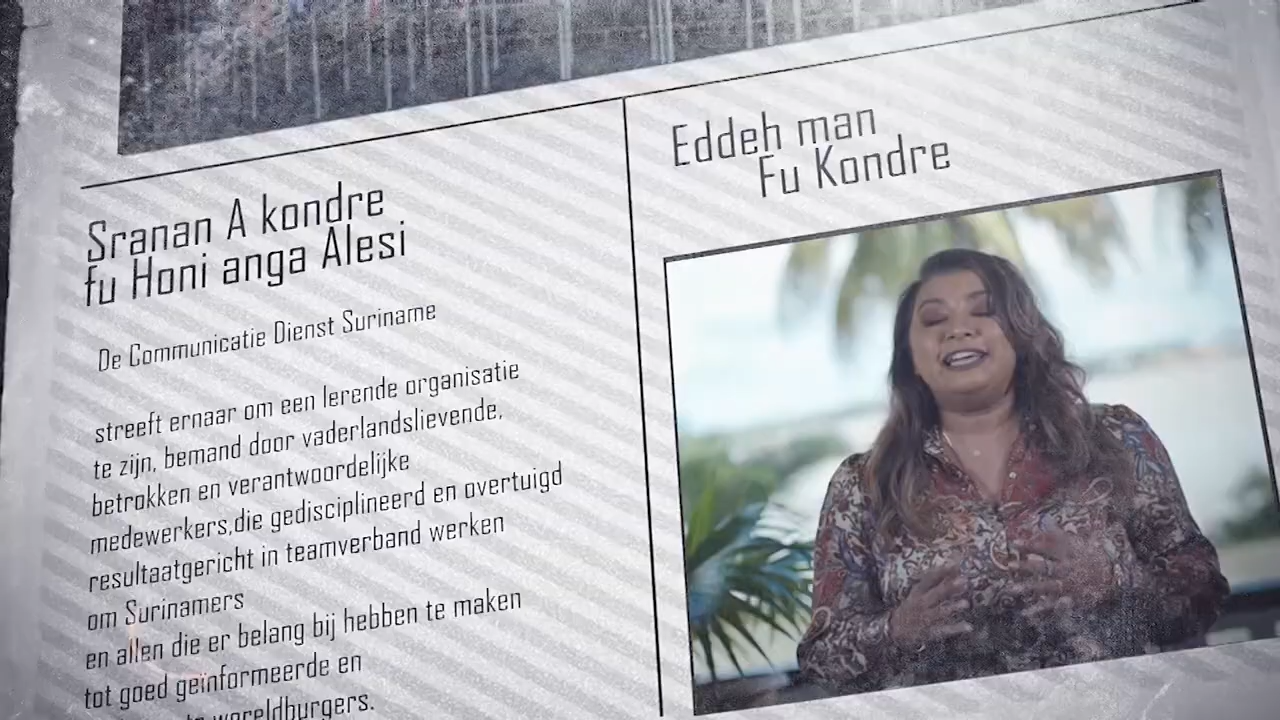 Sranan A kondre
fu Honi anga Alesi
De Communicatie Dienst Suriname
streeft ernaar om een lerende organisatie
te zijn, bemand door vaderlandslievende,
betrokken en verantwoordelijke
medewerkers,die gedisciplineerd en overtuigd
resultaatgericht in teamverband werken
om Surinamers
en allen die er belang bij hebben te maken
tot goed geïnformeerde en
wereldburgers.
Eddeh man
Fu Kondre